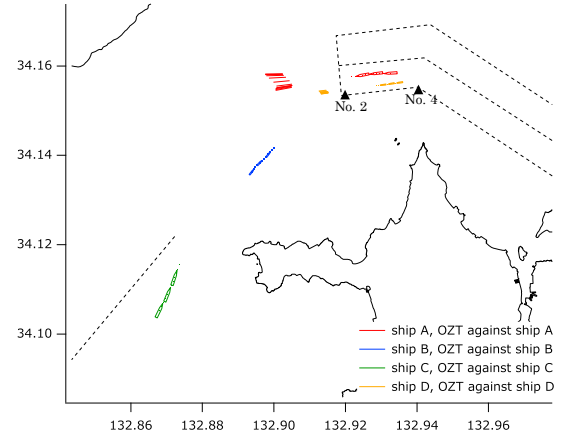 34.16
34.14
34.12
34.10
No. 2
No. 4
ship A, OZT against ship A
ship B, OZT against ship B
ship C, OZT against ship C
ship D, OZT against ship D
132.86 132.88 132.90 132.92 132.94 132.96